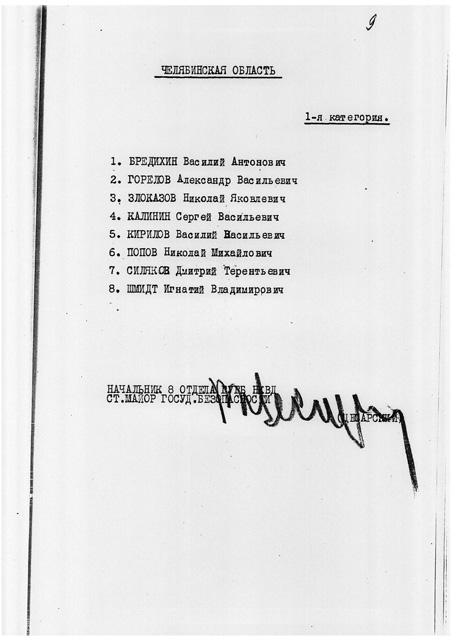 9
ЧЕЛЯБИНСКАЯ ОБЛАСТЬ
1-я категория.
1. БРЕДИХИН Василий Антонович
2. ГОРЕЛОВ Александр Васильевич
3. ЗЛОКАЗОВ Николай Яковлевич
4. КАЛИНИН Сергей Васильевич
5. КИРИЛОВ Василий Васильевич
6. ПОПОВ Николай Михайлович
7. СИЛЯКОВ Дмитрий Терентьевич
8. ШМИДТ Игнатий Владимирович
НАЧАЛЬНИК 8 ОТДЕЛА ГУГБ НКВД
СТ.МАЙОР ГОСУД.БЕЗОПАСНОСТИ
(ЦЕСАРСКИЙ)